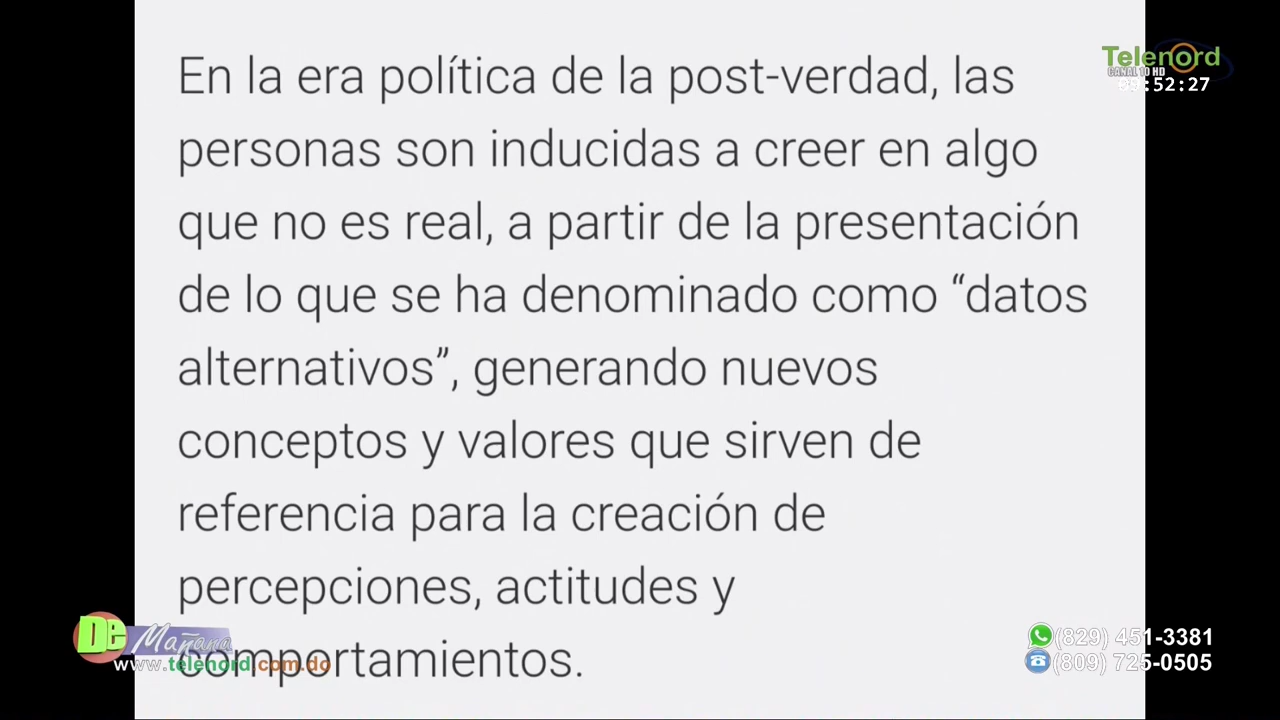 En la era política de la post-verdad, las
personas son inducidas a creer en algo
que no es real, a partir de la presentación
de lo que se ha denominado como “datos
alternativos”, generando nuevos
conceptos y valores que sirven de
referencia para la creación de
percepciones, actitudes y
comportamientos.
Telenord
CANAL 10 HD
:52:27
De Mañana
www.telenord.com.do
(829) 451-3381
(809) 725-0505